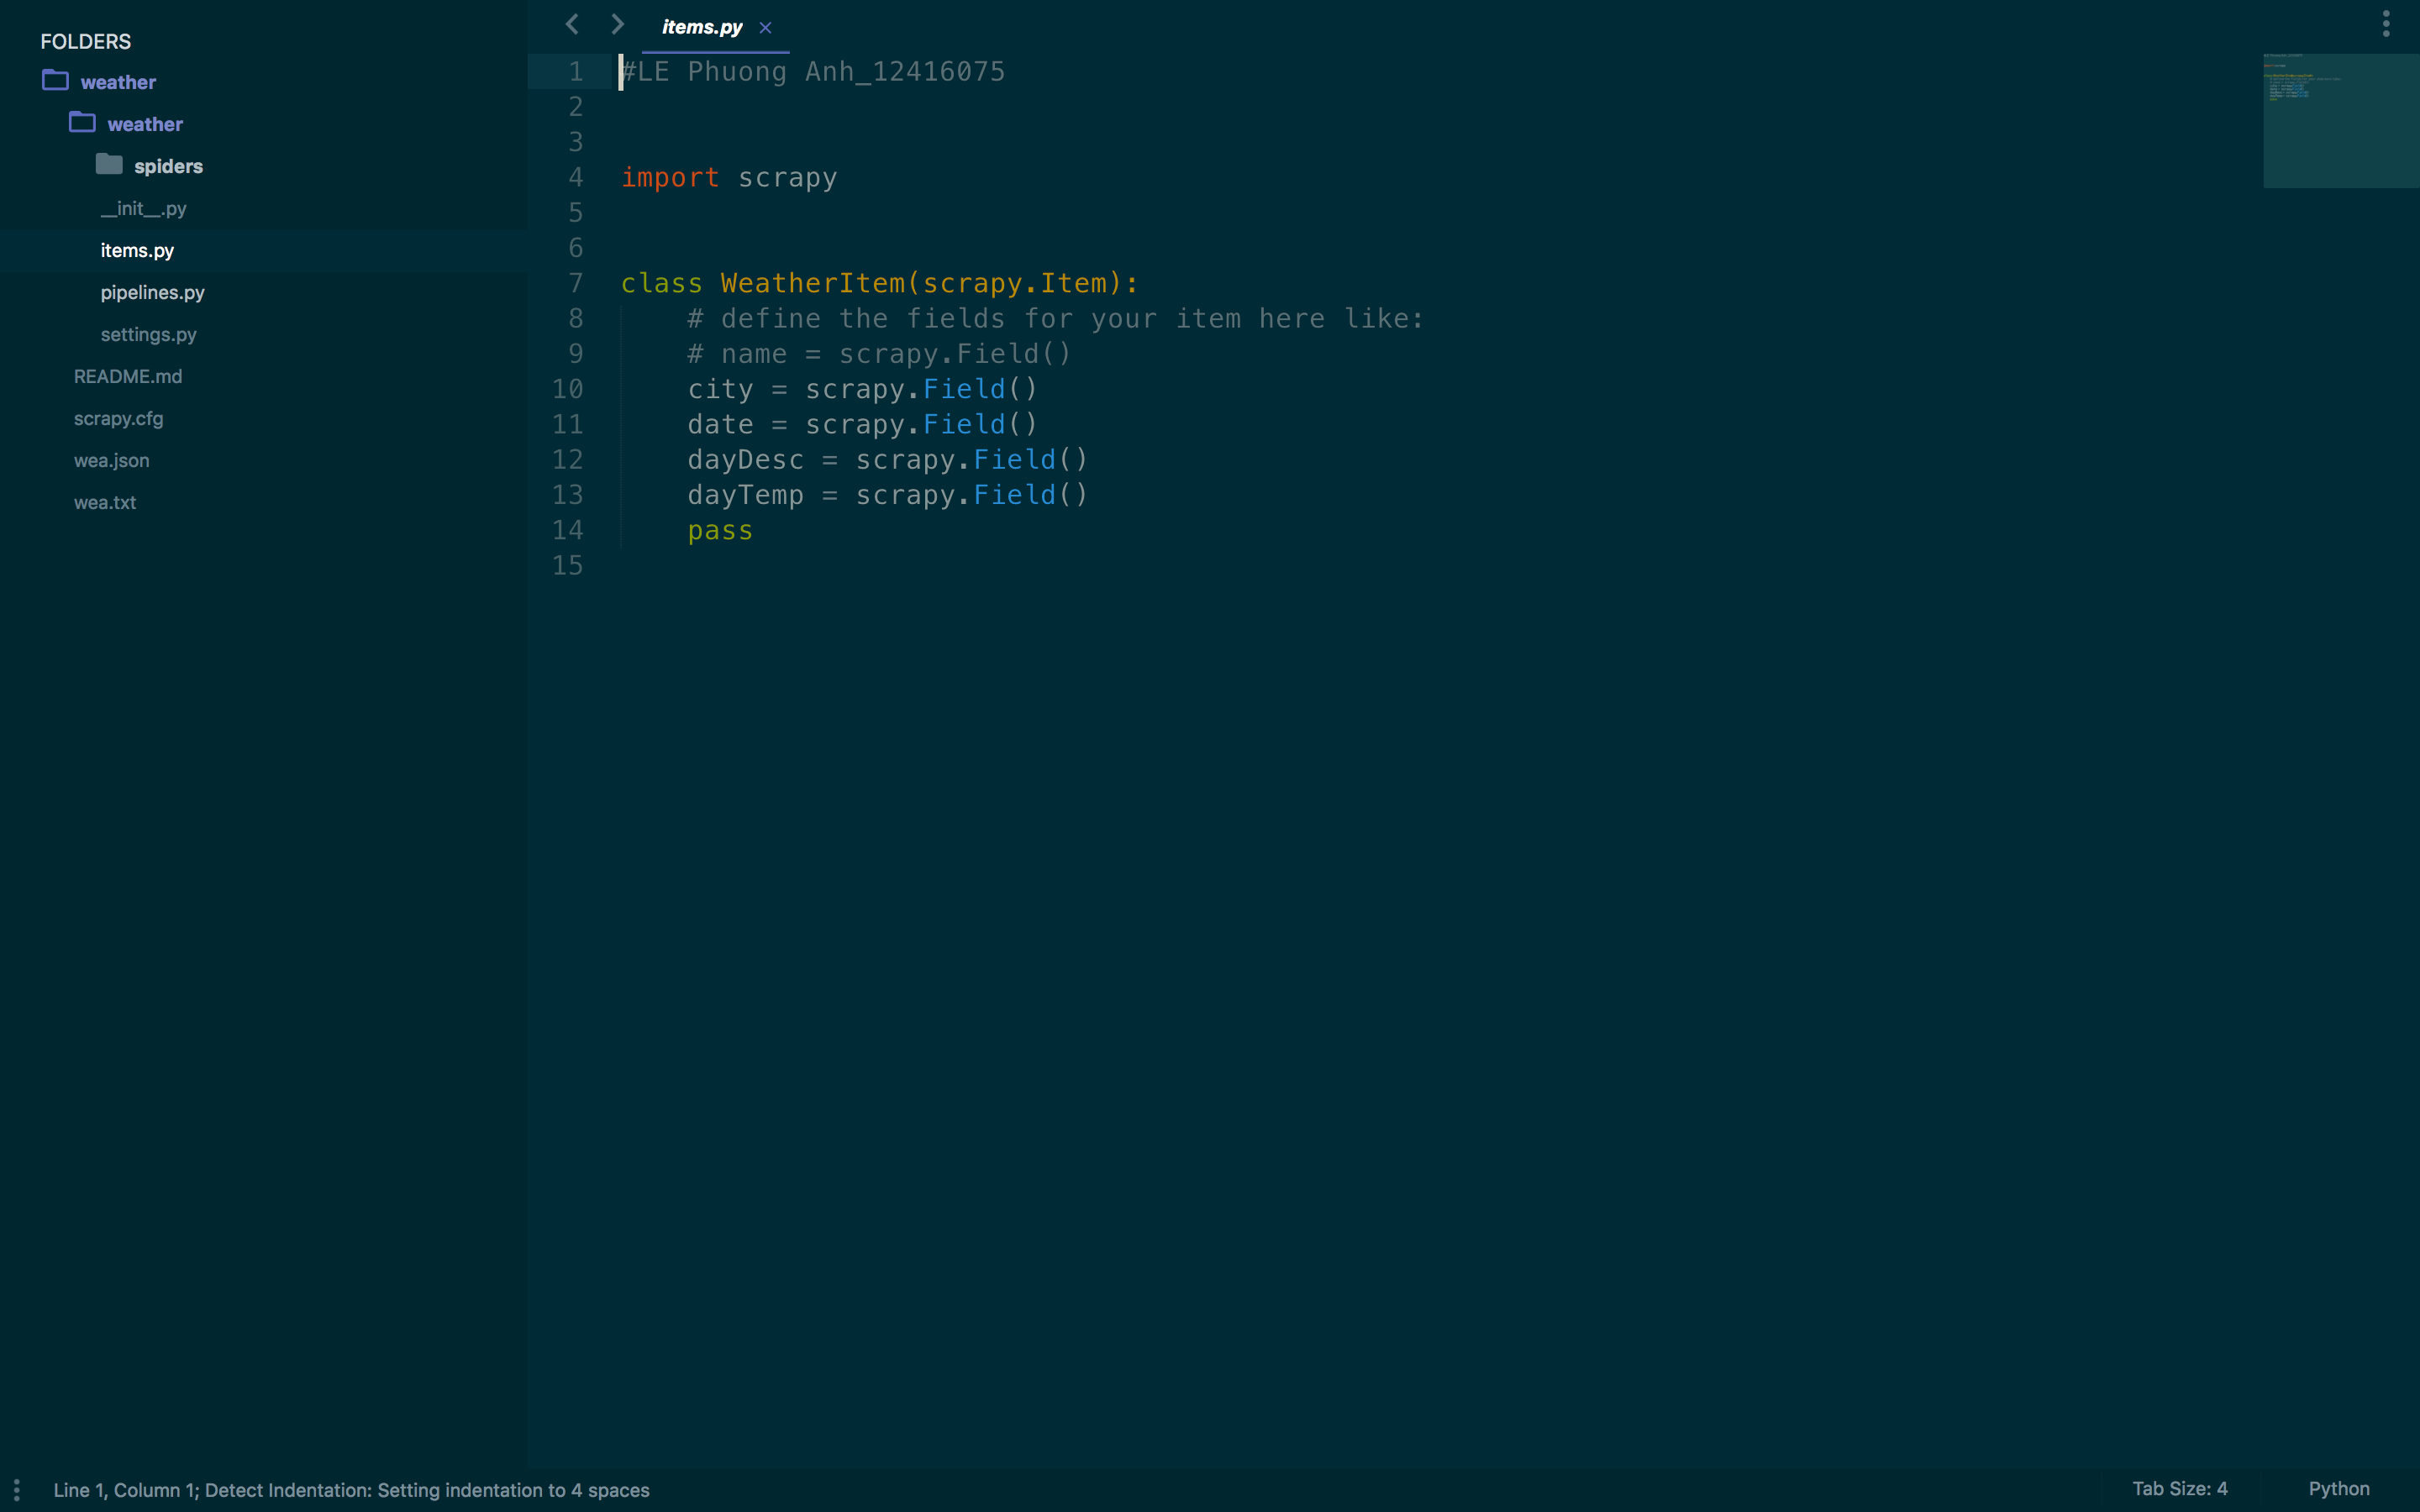 FOLDERS
weather
weather
spiders
__init__.py
items.py
pipelines.py
settings.py
README.md
scrapy.cfg
wea.json
wea.txt
items.py ×
1 #LE Phuong Anh_12416075
2
3
4 import scrapy
5
6
7 class WeatherItem(scrapy.Item):
8     # define the fields for your item here like:
9     # name = scrapy.Field()
10     city = scrapy.Field()
11     date = scrapy.Field()
12     dayDesc = scrapy.Field()
13     dayTemp = scrapy.Field()
14     pass
15
Line 1, Column 1; Detect Indentation: Setting indentation to 4 spaces
Tab Size: 4
Python